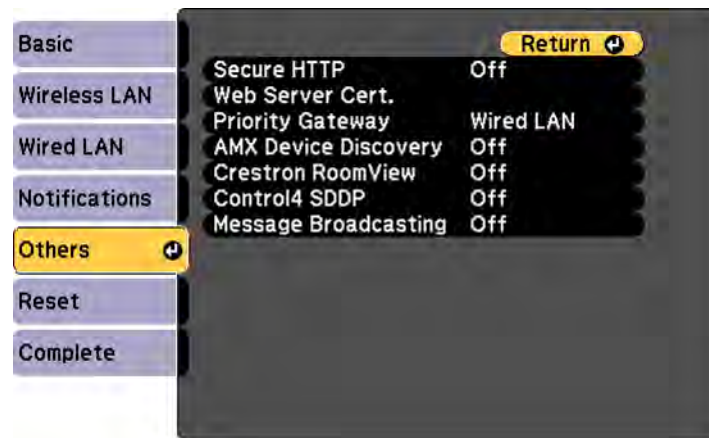 Basic
Wireless LAN
Wired LAN
Notifications
Others
Reset
Complete
Return
Secure HTTP Off
Web Server Cert.
Priority Gateway Wired LAN
AMX Device Discovery Off
Crestron RoomView Off
Control4 SDDP Off
Message Broadcasting Off